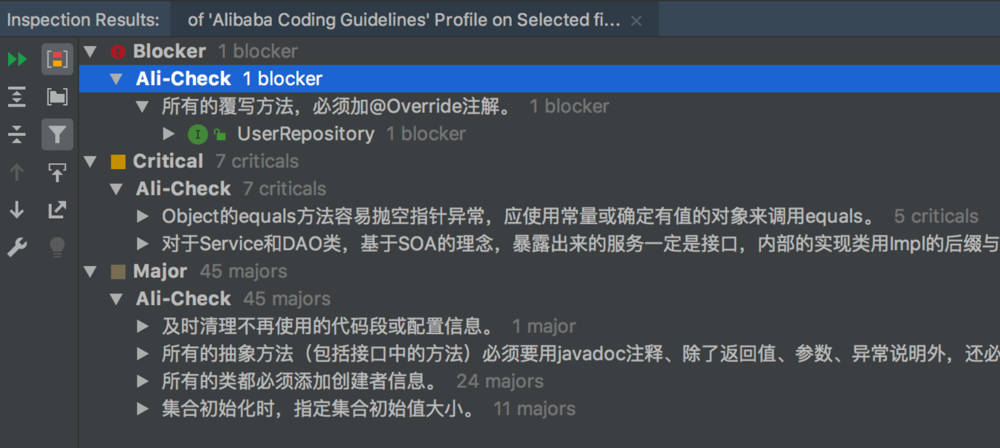 Inspection Results: of 'Alibaba Coding Guidelines' Profile on Selected fi...
Blocker 1 blocker
Ali-Check 1 blocker
所有的覆写方法，必须加@Override注解。 1 blocker
I UserRepository 1 blocker
Critical 7 criticals
Ali-Check 7 criticals
Object的equals方法容易抛空指针异常，应使用常量或确定有值的对象来调用equals。 5 criticals
对于Service和DAO类，基于SOA的理念，暴露出来的服务一定是接口，内部的实现类用Impl的后缀与
Major 45 majors
Ali-Check 45 majors
及时清理不再使用的代码段或配置信息。 1 major
所有的抽象方法（包括接口中的方法）必须要用javadoc注释、除了返回值、参数、异常说明外，还必
所有的类都必须添加创建者信息。 24 majors
集合初始化时，指定集合初始值大小。 11 majors